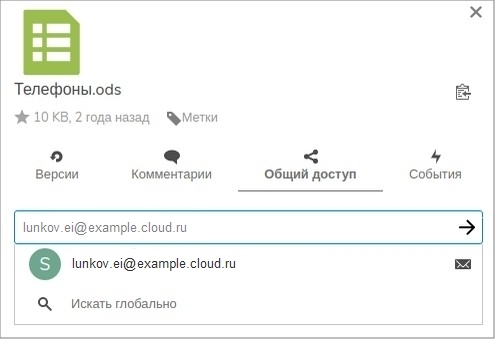 Телефоны.ods
10 KB, 2 года назад Метки
Версии Комментарии Общий доступ События
lunkov.ei@example.cloud.ru
S lunkov.ei@example.cloud.ru
Искать глобально